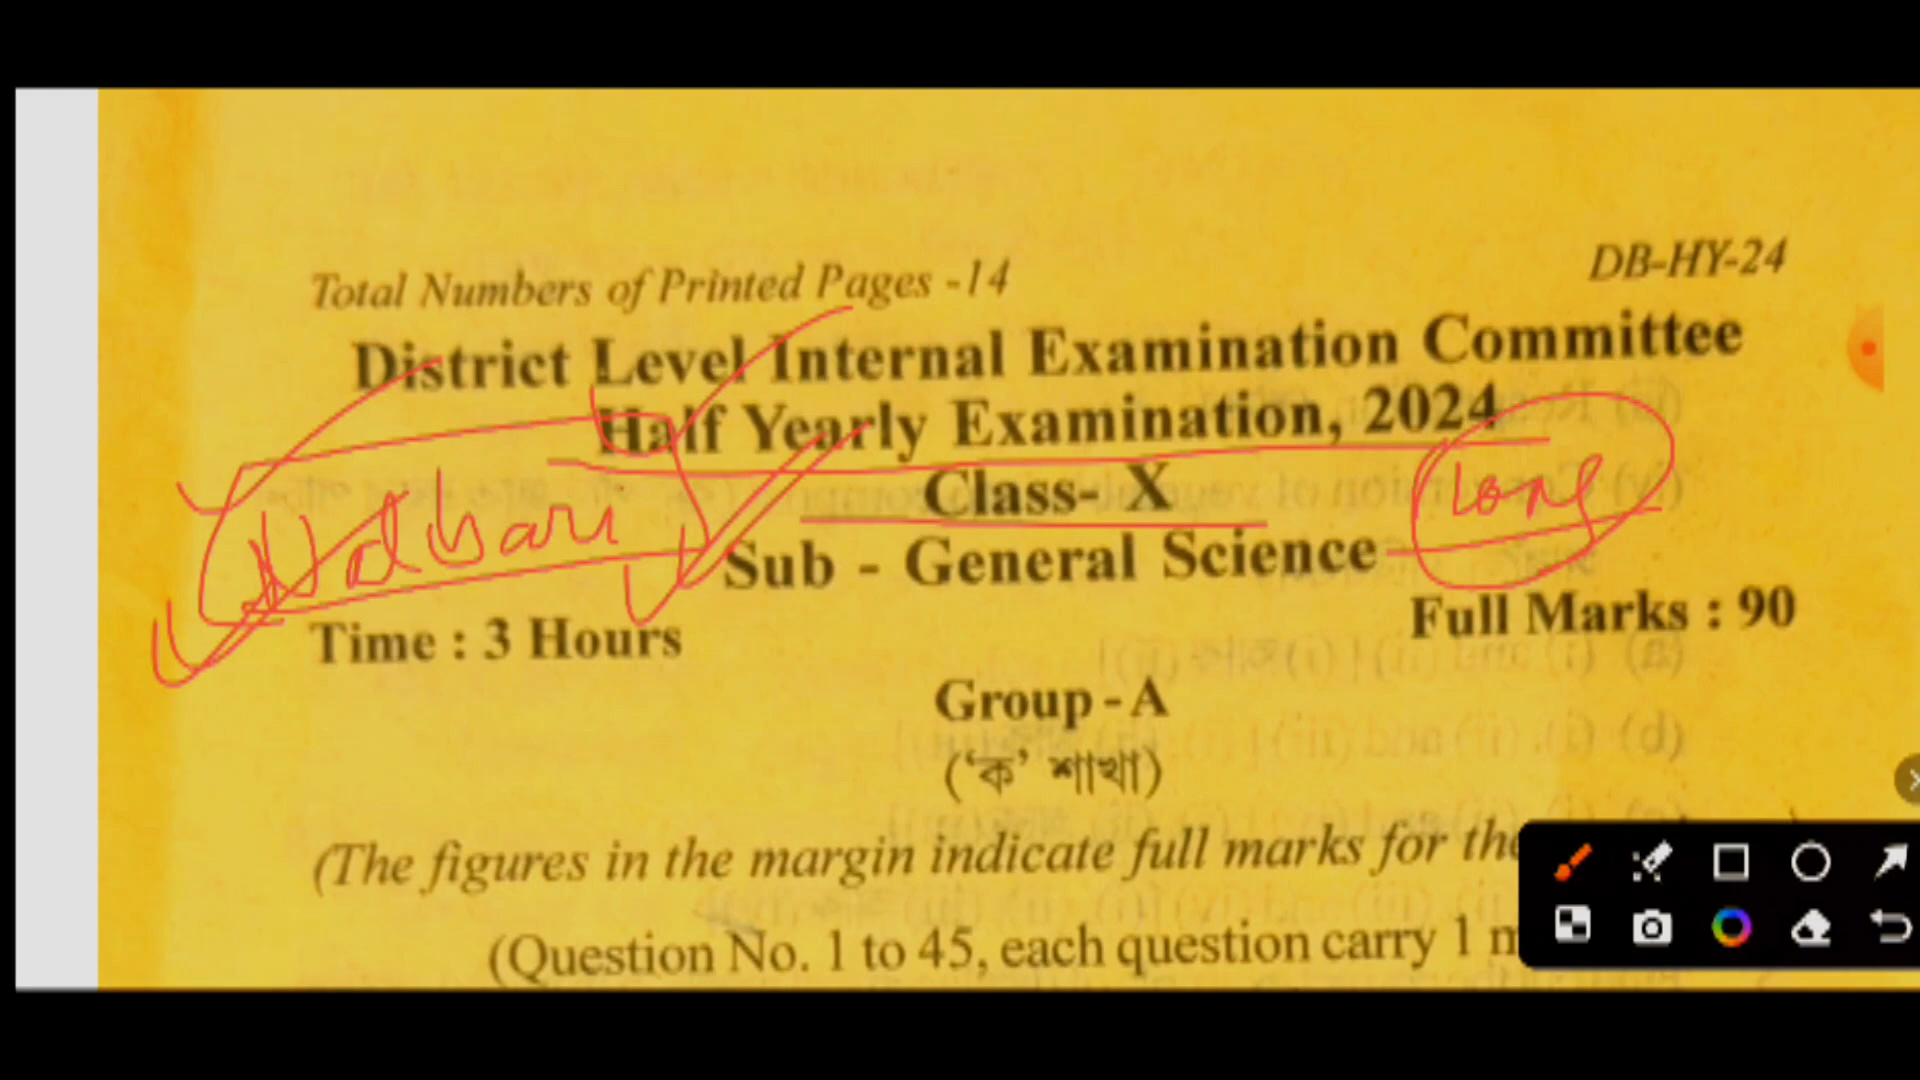 Total Numbers of Printed Pages -14
DB-HY-24
District Level Internal Examination Committee
Half Yearly Examination, 2024
Class- X
Long
Nalbari
Sub - General Science
Time : 3 Hours
Full Marks : 90
Group - A
(‘ক’ শাখা)
(The figures in the margin indicate full marks for the
(Question No. 1 to 45, each question carry 1